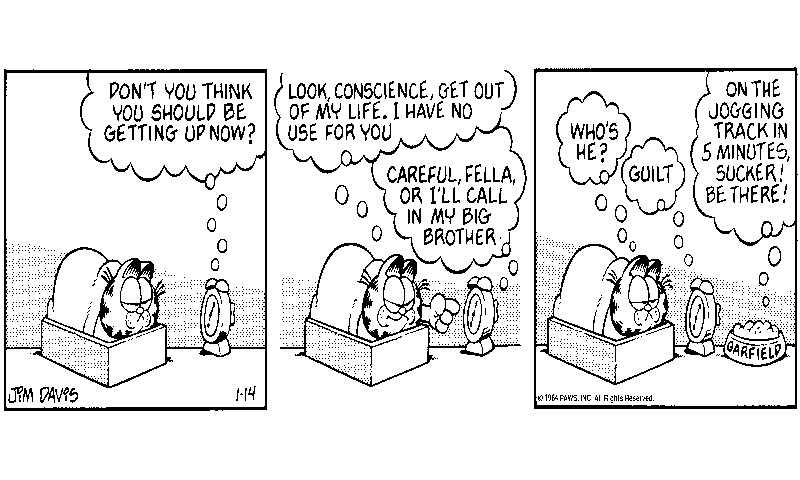 DON'T YOU THINK
YOU SHOULD BE
GETTING UP NOW?
JIM DAVIS
1-14
LOOK, CONSCIENCE, GET OUT
OF MY LIFE. I HAVE NO
USE FOR YOU
CAREFUL, FELLA,
OR I'LL CALL
IN MY BIG
BROTHER.
WHO'S
HE?
GUILT
ON THE
JOGGING
TRACK IN
5 MINUTES,
SUCKER!
BE THERE!
GARFIELD
© 1984 PAWS, INC. All Rights Reserved.